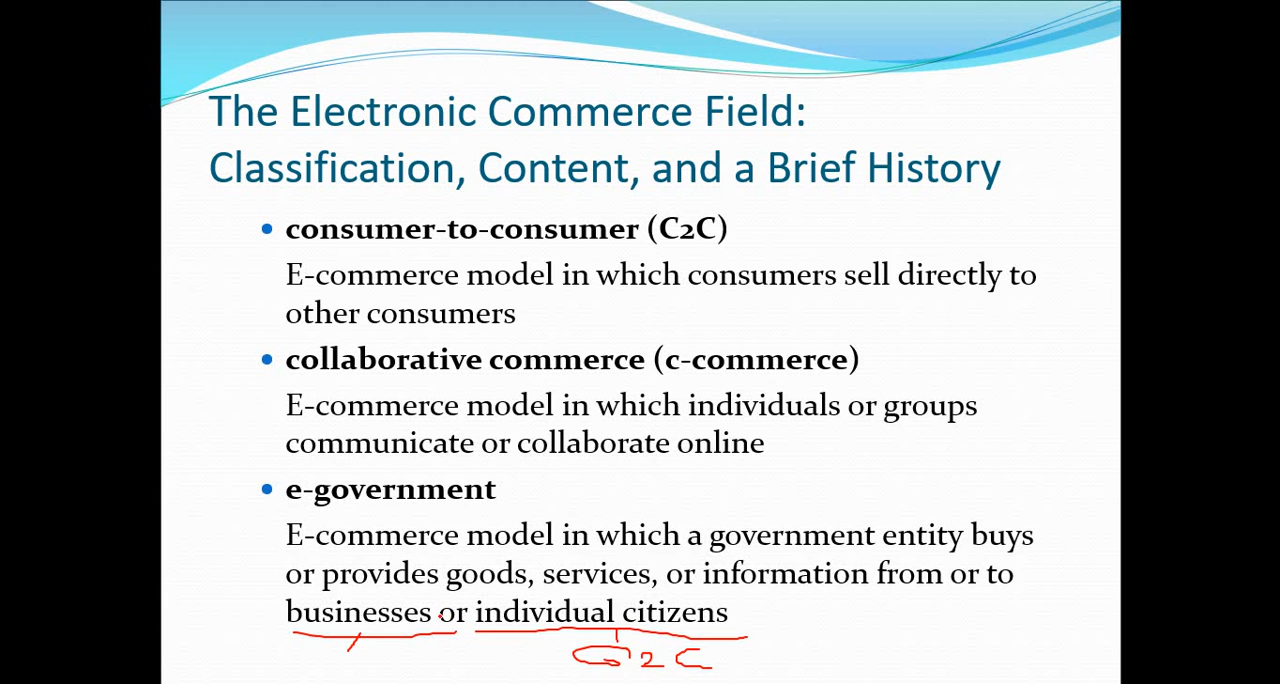 The Electronic Commerce Field:
Classification, Content, and a Brief History
• consumer-to-consumer (C2C)
E-commerce model in which consumers sell directly to
other consumers
• collaborative commerce (c-commerce)
E-commerce model in which individuals or groups
communicate or collaborate online
• e-government
E-commerce model in which a government entity buys
or provides goods, services, or information from or to
businesses or individual citizens
G2C